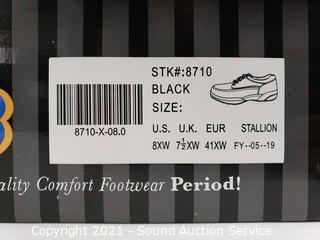 STK#:8710
BLACK
SIZE:
U.S. U.K. EUR STALLION
8XW 7½XW 41XW FY--05--19
8710-X-08.0
ality Comfort Footwear Period!
Copyright 2021 - Sound Auction Service